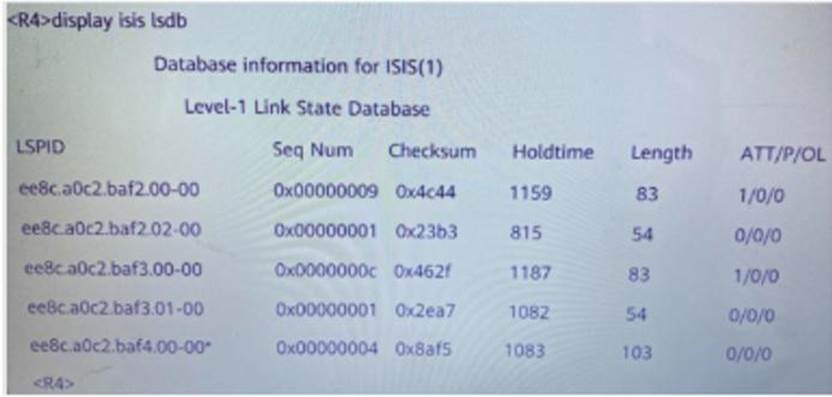 <R4>display isis lsdb
Database information for ISIS(1)
Level-1 Link State Database
LSPID Seq Num Checksum Holdtime Length ATT/P/OL
ee8c.a0c2.baf2.00-00 0x00000009 0x4c44 1159 83 1/0/0
ee8c.a0c2.baf2.02-00 0x00000001 0x23b3 815 54 0/0/0
ee8c.a0c2.baf3.00-00 0x0000000c 0x462f 1187 83 1/0/0
ee8c.a0c2.baf3.01-00 0x00000001 0x2ea7 1082 54 0/0/0
ee8c.a0c2.baf4.00-00* 0x00000004 0x8af5 1083 103 0/0/0
<R4>